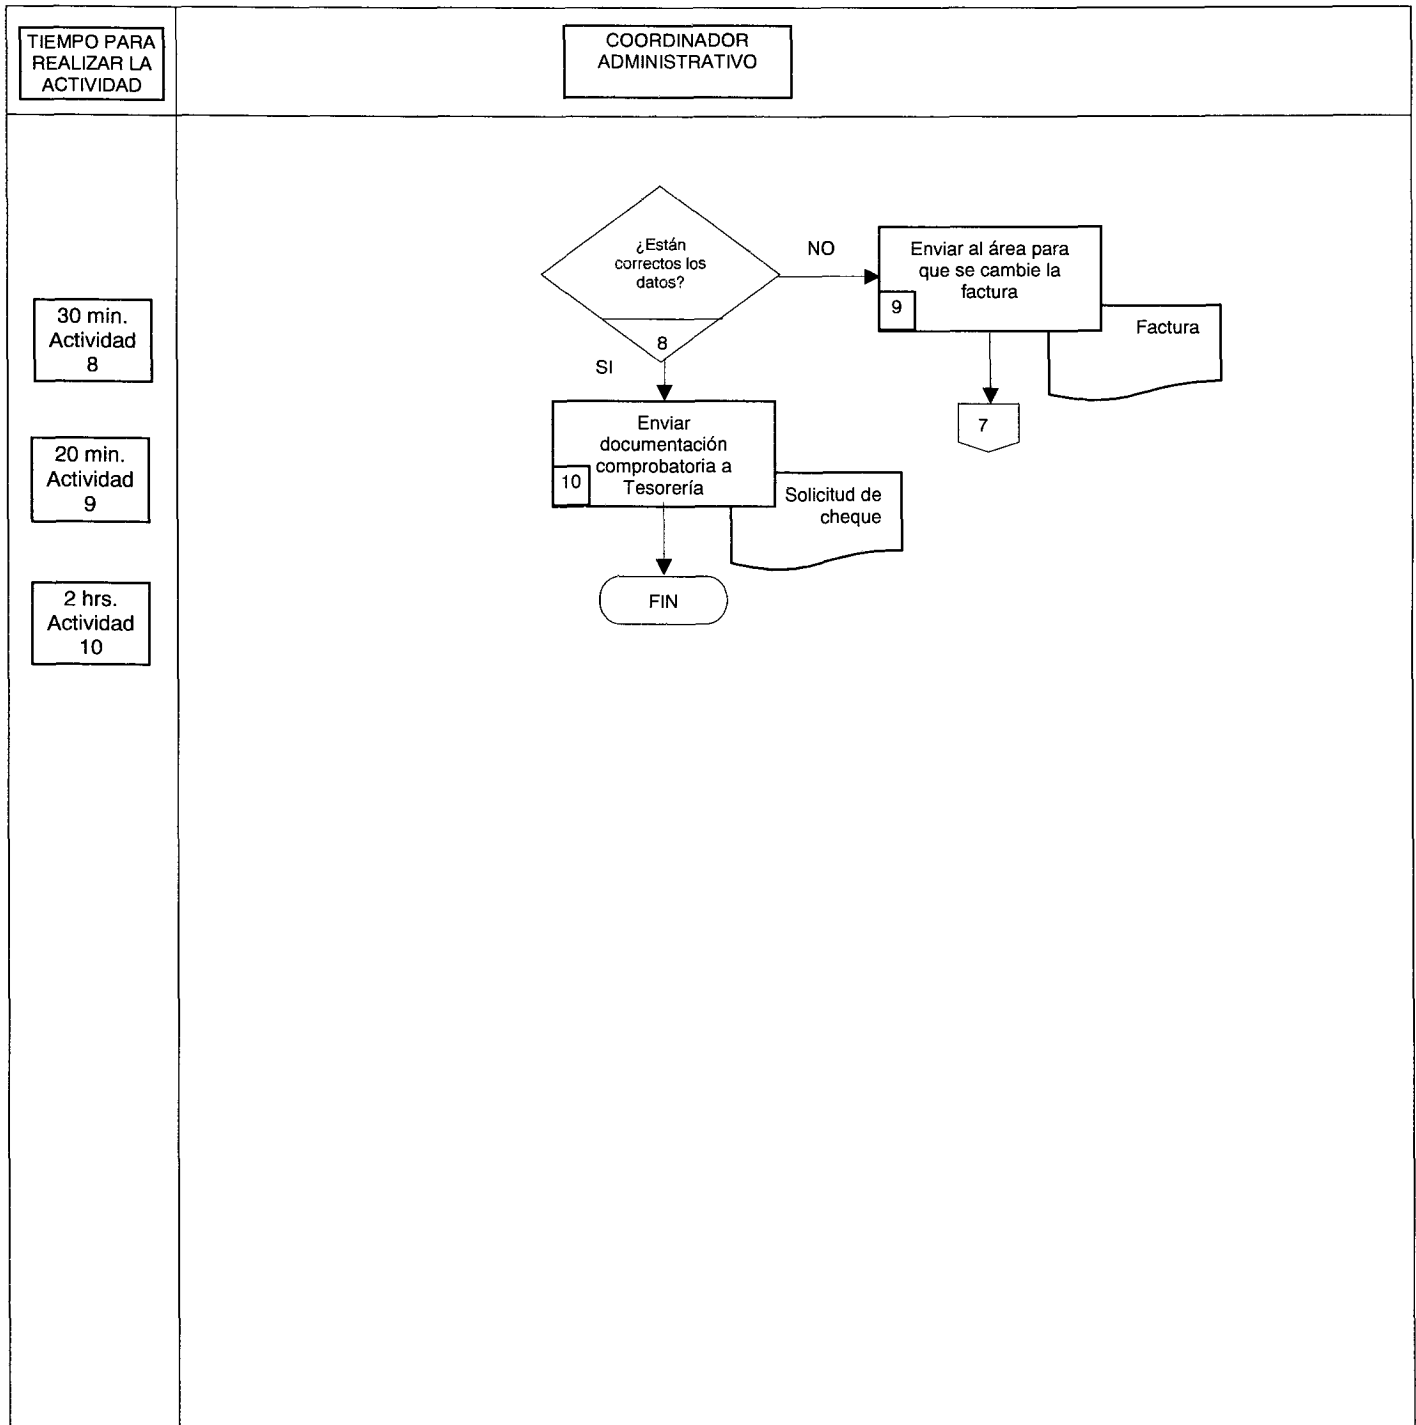 TIEMPO PARA
REALIZAR LA
ACTIVIDAD
COORDINADOR
ADMINISTRATIVO
¿Están
correctos los
datos?
8
NO
Enviar al área para
que se cambie la
factura
9
Factura
7
SI
Enviar
documentación
comprobatoria a
Tesorería
10
Solicitud de
cheque
FIN
30 min.
Actividad
8
20 min.
Actividad
9
2 hrs.
Actividad
10